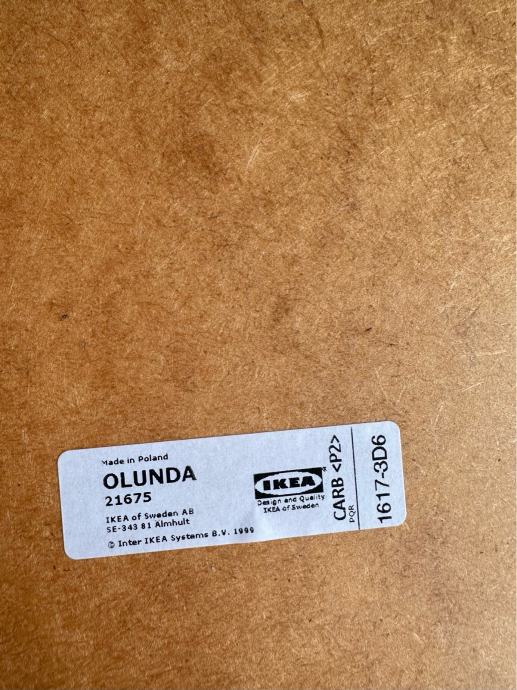 Made in Poland
OLUNDA
21675
IKEA of Sweden AB
SE-343 81 Älmhult
© Inter IKEA Systems B.V. 1999
IKEA®
Design and Quality
IKEA of Sweden
CARB <P2>
PQR
1617-3D6